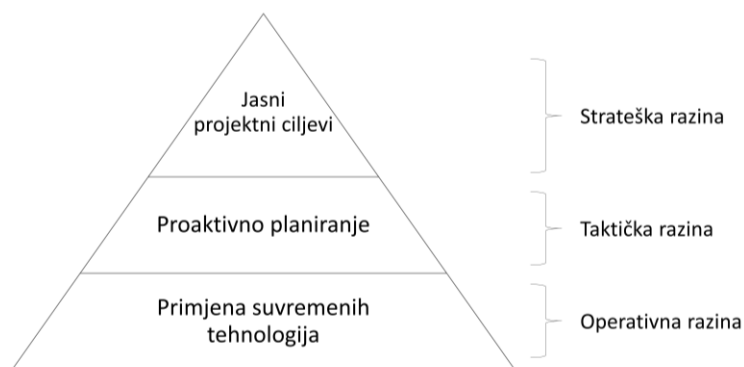 Jasni
projektni ciljevi
Strateška razina
Proaktivno planiranje
Taktička razina
Primjena suvremenih
tehnologija
Operativna razina